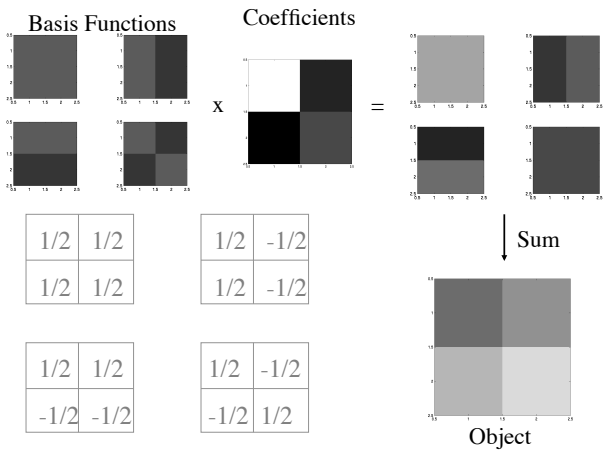 Basis Functions
Coefficients
x
=
Sum
1/2 1/2
1/2 1/2
1/2 -1/2
1/2 -1/2
1/2 1/2
-1/2 -1/2
1/2 -1/2
-1/2 1/2
Object